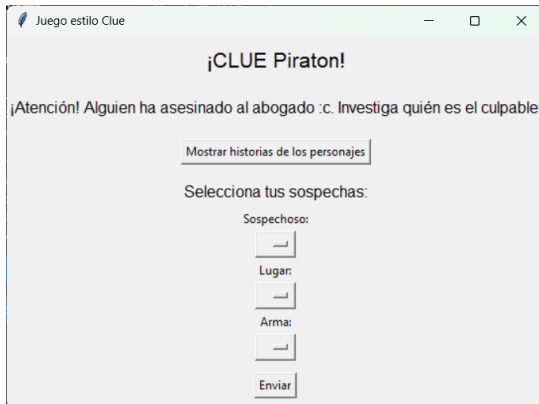 Juego estilo Clue
¡CLUE Piraton!
¡Atención! Alguien ha asesinado al abogado :c. Investiga quién es el culpable
Mostrar historias de los personajes
Selecciona tus sospechas:
Sospechoso:
Lugar:
Arma:
Enviar